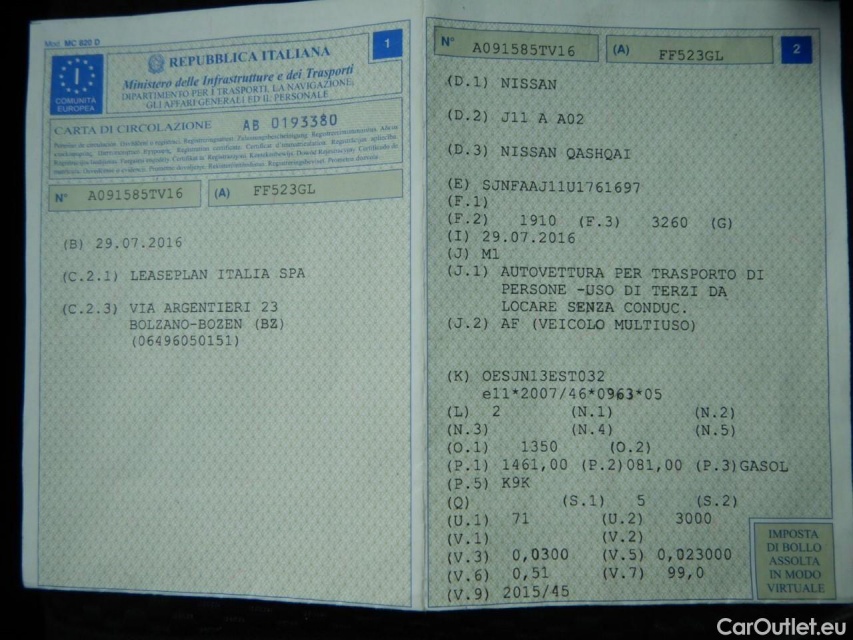 Mod. MC 820 D
1
I
COMUNITÀ
EUROPEA
REPUBBLICA ITALIANA
Ministero delle Infrastrutture e dei Trasporti
DIPARTIMENTO PER I TRASPORTI, LA NAVIGAZIONE,
GLI AFFARI GENERALI ED IL PERSONALE
CARTA DI CIRCOLAZIONE AB 0193380
N° A091585TV16 (A) FF523GL
(B) 29.07.2016
(C.2.1) LEASEPLAN ITALIA SPA
(C.2.3) VIA ARGENTIERI 23
BOLZANO-BOZEN (BZ)
(06496050151)
N° A091585TV16 (A) FF523GL
2
(D.1) NISSAN
(D.2) J11 A A02
(D.3) NISSAN QASHQAI
(E) SJNFAAJ11U1761697
(F.1)
(F.2) 1910 (F.3) 3260 (G)
(I) 29.07.2016
(J) M1
(J.1) AUTOVETTURA PER TRASPORTO DI
PERSONE -USO DI TERZI DA
LOCARE SENZA CONDUC.
(J.2) AF (VEICOLO MULTIUSO)
(K) OESJN13EST032
e11*2007/46*0963*05
(L) 2 (N.1) (N.2)
(N.3) (N.4) (N.5)
(O.1) 1350 (O.2)
(P.1) 1461,00 (P.2)081,00 (P.3)GASOL
(P.5) K9K
(Q) (S.1) 5 (S.2)
(U.1) 71 (U.2) 3000
(V.1) (V.2)
(V.3) 0,0300 (V.5) 0,023000
(V.6) 0,51 (V.7) 99,0
(V.9) 2015/45
IMPOSTA
DI BOLLO
ASSOLTA
IN MODO
VIRTUALE
CarOutlet.eu